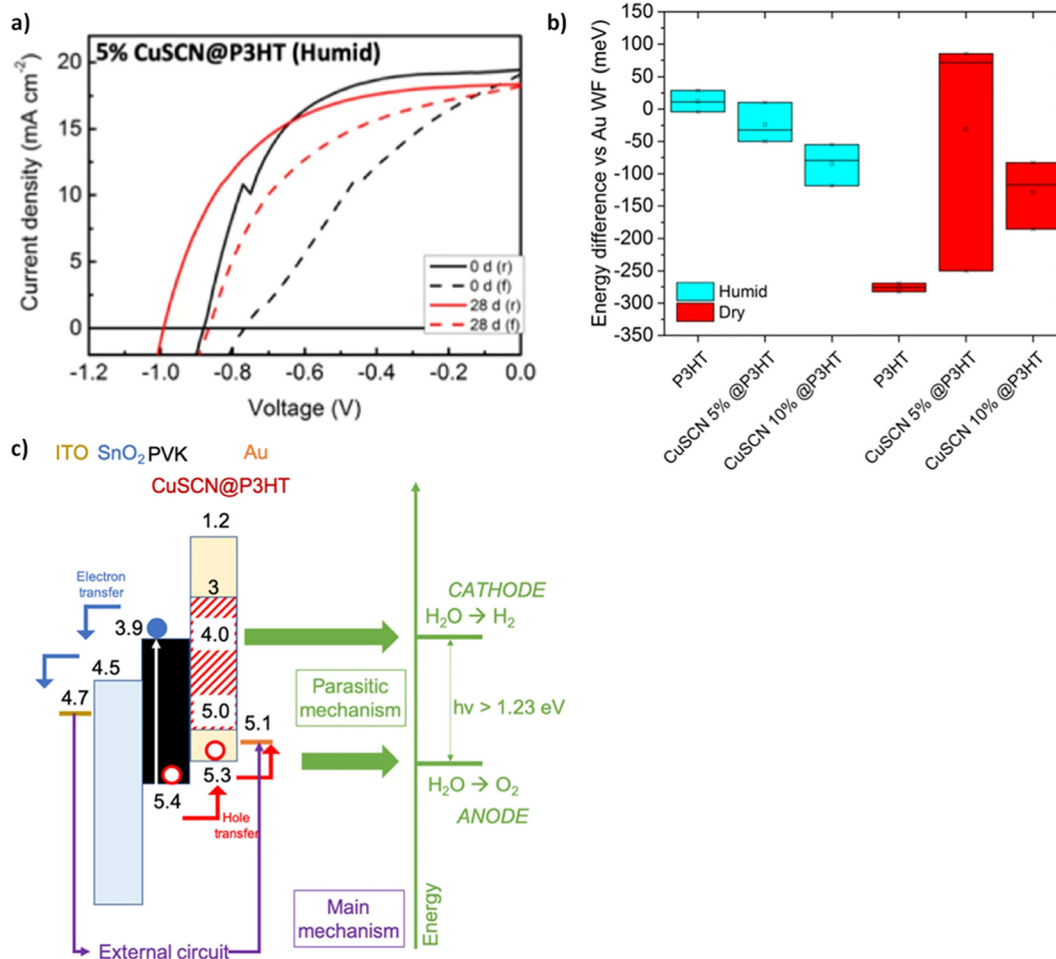 a)
5% CuSCN@P3HT (Humid)
Current density (mA cm⁻²)
20
15
10
5
0
0 d (r)
0 d (f)
28 d (r)
28 d (f)
-1.2 -1.0 -0.8 -0.6 -0.4 -0.2 0.0
Voltage (V)
b)
Energy difference vs Au WF (meV)
150
100
50
0
-50
-100
-150
-200
-250
-300
-350
Humid
Dry
P3HT
CuSCN 5% @P3HT
CuSCN 10% @P3HT
P3HT
CuSCN 5% @P3HT
CuSCN 10% @P3HT
c)
ITO SnO₂ PVK Au
CuSCN@P3HT
1.2
Electron
transfer
3
3.9
4.0
4.5
4.7
5.0
5.1
5.3
5.4
Hole
transfer
External circuit
CATHODE
H₂O → H₂
Parasitic
mechanism
hv > 1.23 eV
H₂O → O₂
ANODE
Main
mechanism
Energy